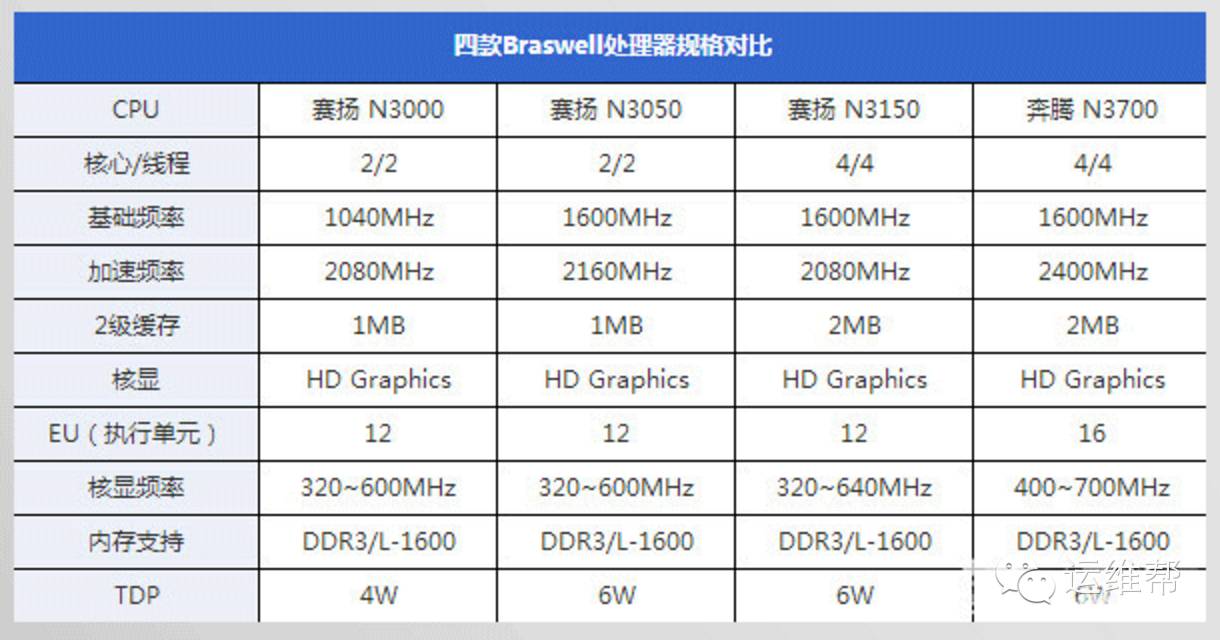 四款Braswell处理器规格对比
CPU 赛扬 N3000 赛扬 N3050 赛扬 N3150 奔腾 N3700
核心/线程 2/2 2/2 4/4 4/4
基础频率 1040MHz 1600MHz 1600MHz 1600MHz
加速频率 2080MHz 2160MHz 2080MHz 2400MHz
2级缓存 1MB 1MB 2MB 2MB
核显 HD Graphics HD Graphics HD Graphics HD Graphics
EU（执行单元） 12 12 12 16
核显频率 320~600MHz 320~600MHz 320~640MHz 400~700MHz
内存支持 DDR3/L-1600 DDR3/L-1600 DDR3/L-1600 DDR3/L-1600
TDP 4W 6W 6W 6W
运维帮